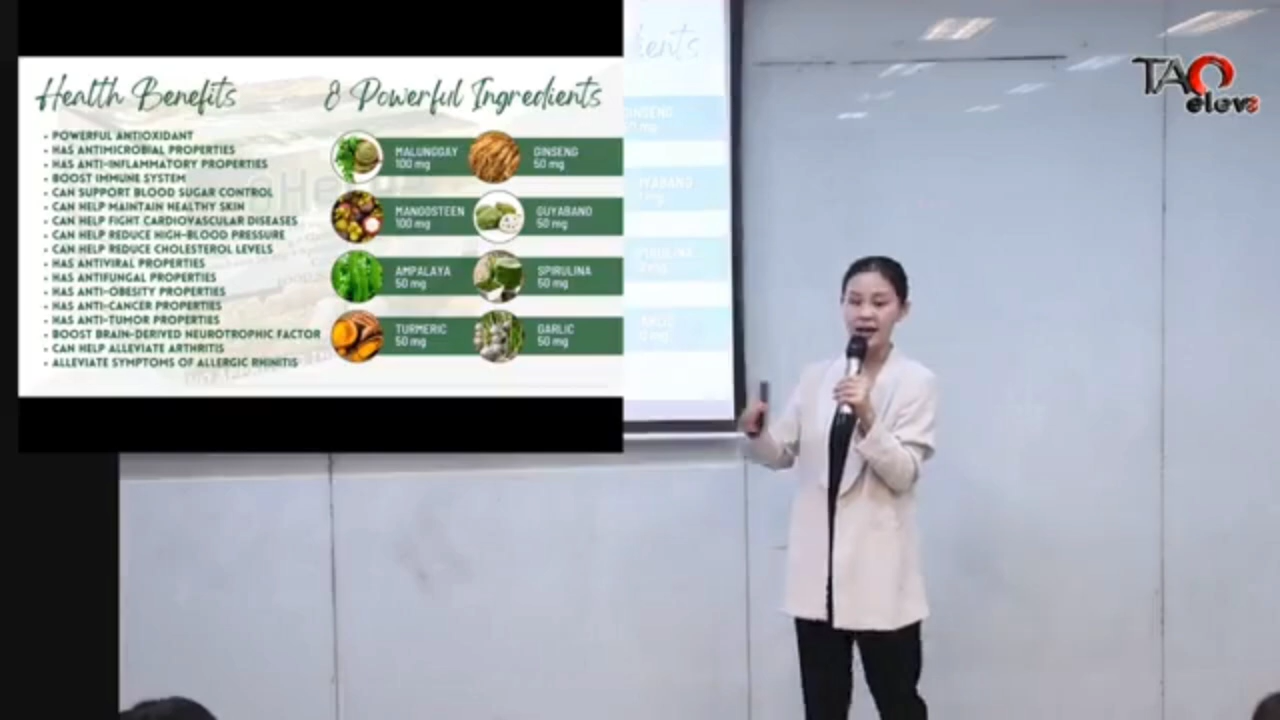 Health Benefits
• POWERFUL ANTIOXIDANT
• HAS ANTIMICROBIAL PROPERTIES
• HAS ANTI-INFLAMMATORY PROPERTIES
• BOOST IMMUNE SYSTEM
• CAN SUPPORT BLOOD SUGAR CONTROL
• CAN HELP MAINTAIN HEALTHY SKIN
• CAN HELP FIGHT CARDIOVASCULAR DISEASES
• CAN HELP REDUCE HIGH-BLOOD PRESSURE
• CAN HELP REDUCE CHOLESTEROL LEVELS
• HAS ANTIVIRAL PROPERTIES
• HAS ANTIFUNGAL PROPERTIES
• HAS ANTI-OBESITY PROPERTIES
• HAS ANTI-CANCER PROPERTIES
• HAS ANTI-TUMOR PROPERTIES
• BOOST BRAIN-DERIVED NEUROTROPHIC FACTOR
• CAN HELP ALLEVIATE ARTHRITIS
• ALLEVIATE SYMPTOMS OF ALLERGIC RHINITIS
8 Powerful Ingredients
MALUNGGAY
100 mg
GINSENG
50 mg
MANGOSTEEN
100 mg
GUYABANO
50 mg
AMPALAYA
50 mg
SPIRULINA
50 mg
TURMERIC
50 mg
GARLIC
50 mg
TAO
elev8